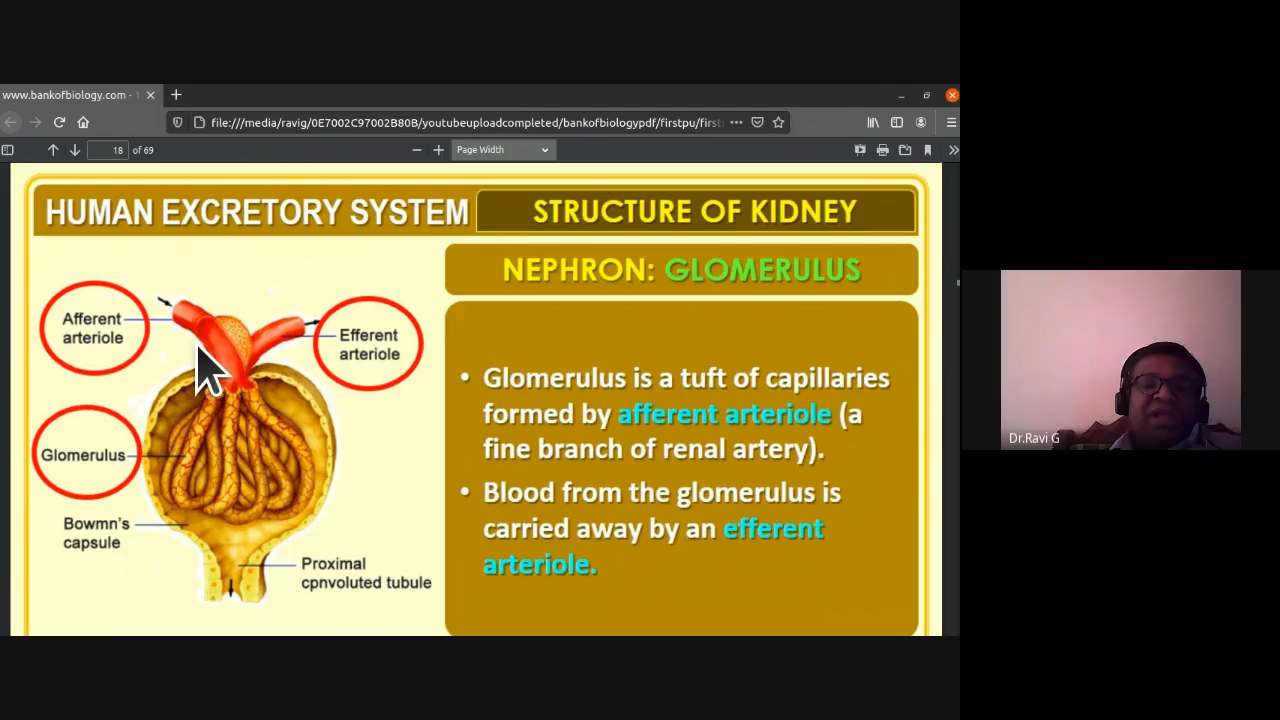 www.bankofbiology.com -
file:///media/ravig/0E7002C97002B80B/youtubeuploadcompleted/bankofbiologypdf/firstpu/first
18 of 69
Page Width
HUMAN EXCRETORY SYSTEM
STRUCTURE OF KIDNEY
NEPHRON: GLOMERULUS
Afferent
arteriole
Efferent
arteriole
Glomerulus
Bowmn's
capsule
Proximal
cpnvoluted tubule
• Glomerulus is a tuft of capillaries
formed by afferent arteriole (a
fine branch of renal artery).
• Blood from the glomerulus is
carried away by an efferent
arteriole.
Dr.Ravi G